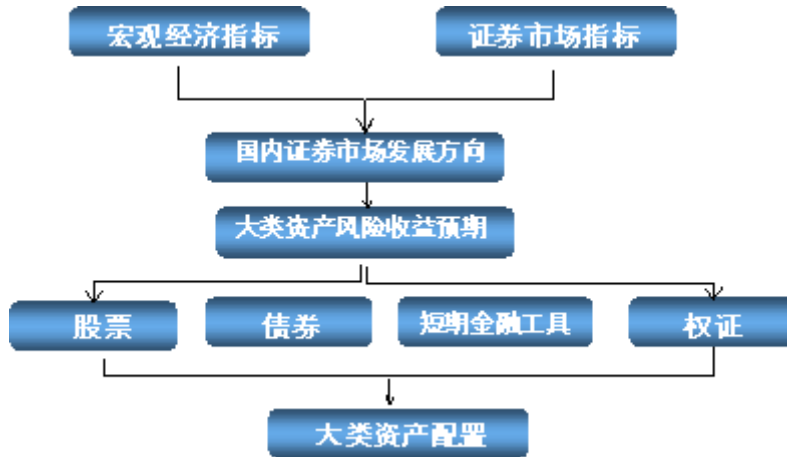 宏观经济指标
证券市场指标
国内证券市场发展方向
大类资产风险收益预期
股票
债券
短期金融工具
权证
大类资产配置